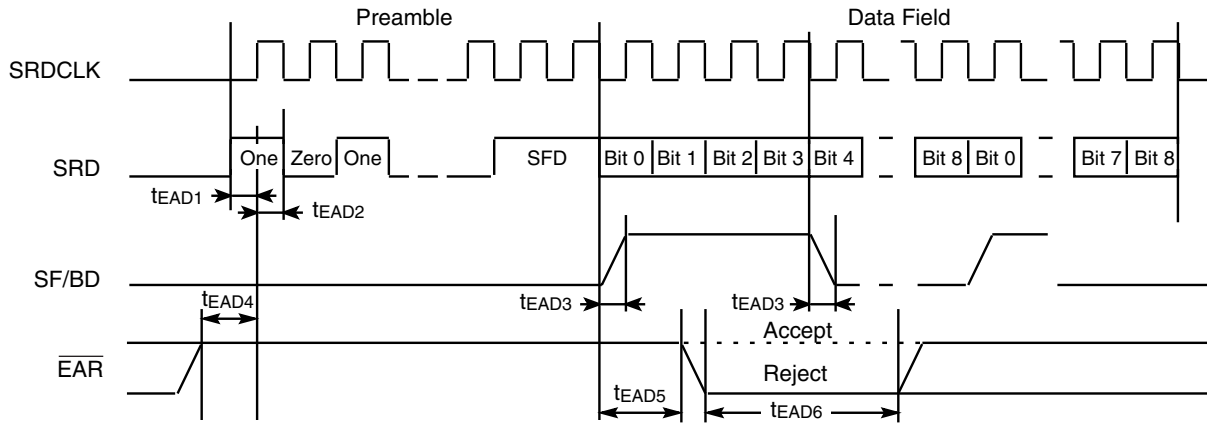 Preamble Data Field
SRDCLK
SRD One Zero One SFD Bit 0 Bit 1 Bit 2 Bit 3 Bit 4 Bit 8 Bit 0 Bit 7 Bit 8
tEAD1
tEAD2
SF/BD
tEAD4 tEAD3 tEAD3
Accept
EAR
Reject
tEAD5 tEAD6